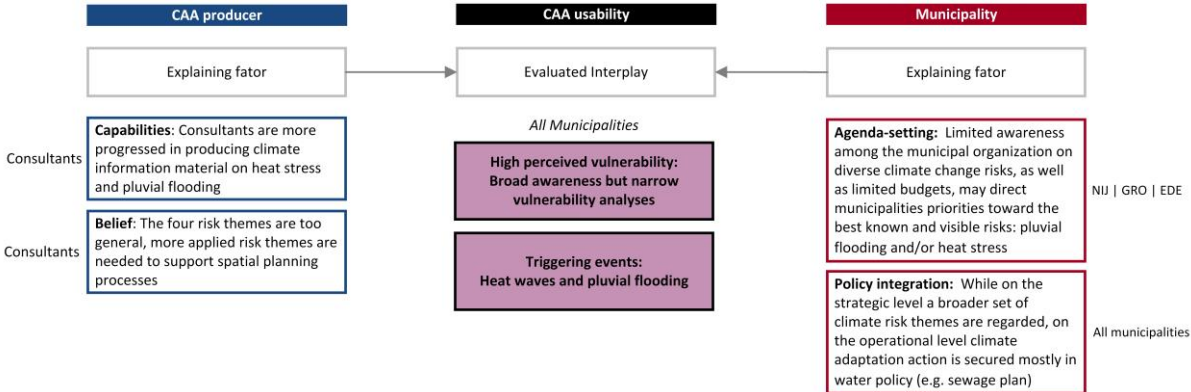 CAA producer
CAA usability
Municipality
Explaining fator
Evaluated Interplay
Explaining fator
Consultants
Capabilities: Consultants are more
progressed in producing climate
information material on heat stress
and pluvial flooding
Consultants
Belief: The four risk themes are too
general, more applied risk themes are
needed to support spatial planning
processes
All Municipalities
High perceived vulnerability:
Broad awareness but narrow
vulnerability analyses
Triggering events:
Heat waves and pluvial flooding
Agenda-setting: Limited awareness
among the municipal organization on
diverse climate change risks, as well
as limited budgets, may direct
municipalities priorities toward the
best known and visible risks: pluvial
flooding and/or heat stress
NIJ | GRO | EDE
Policy integration: While on the
strategic level a broader set of
climate risk themes are regarded, on
the operational level climate
adaptation action is secured mostly in
water policy (e.g. sewage plan)
All municipalities